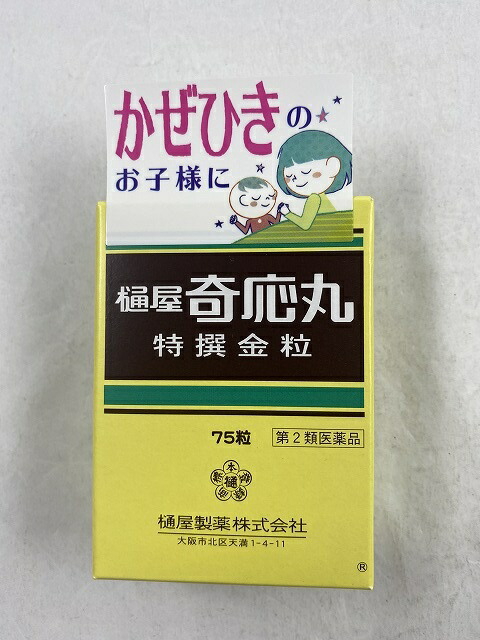 かぜひきの
お子様に
樋屋奇応丸
特撰金粒
75粒 第2類医薬品
本
樋
樋屋製薬株式会社
大阪市北区天満1-4-11
®